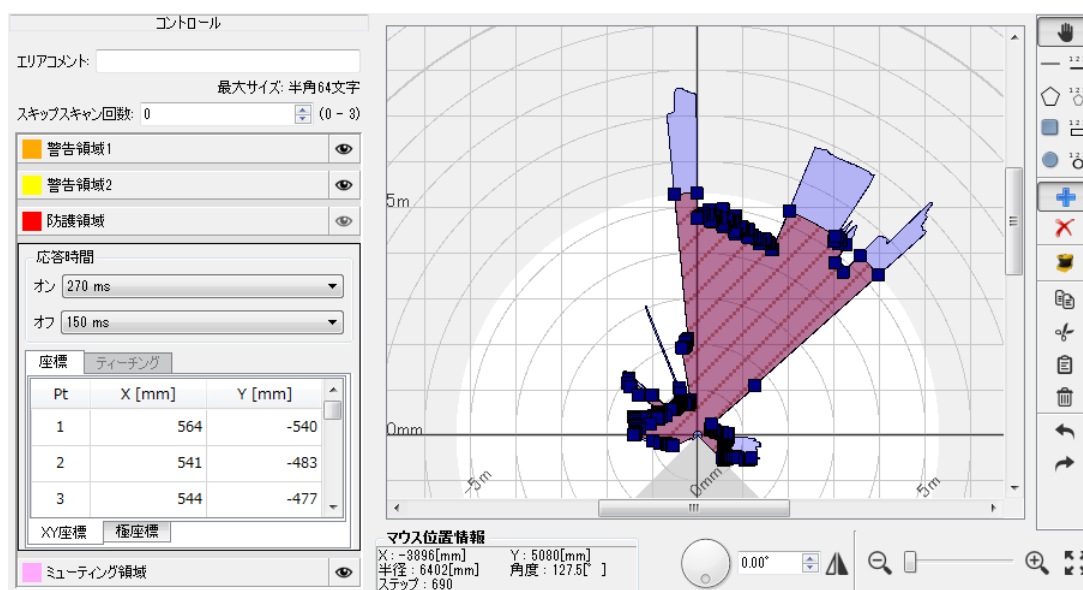 コントロール
エリアコメント:
最大サイズ: 半角64文字
スキップスキャン回数: 0 (0 - 3)
警告領域1
警告領域2
防護領域
応答時間
オン 270 ms
オフ 150 ms
座標 ティーチング
Pt X [mm] Y [mm]
1 564 -540
2 541 -483
3 544 -477
XY座標 極座標
ミューティング領域
5m
0mm
-5m
0mm
5m
マウス位置情報
X : -3896[mm] Y : 5080[mm]
半径 : 6402[mm] 角度 : 127.5[° ]
ステップ : 690
0.00°